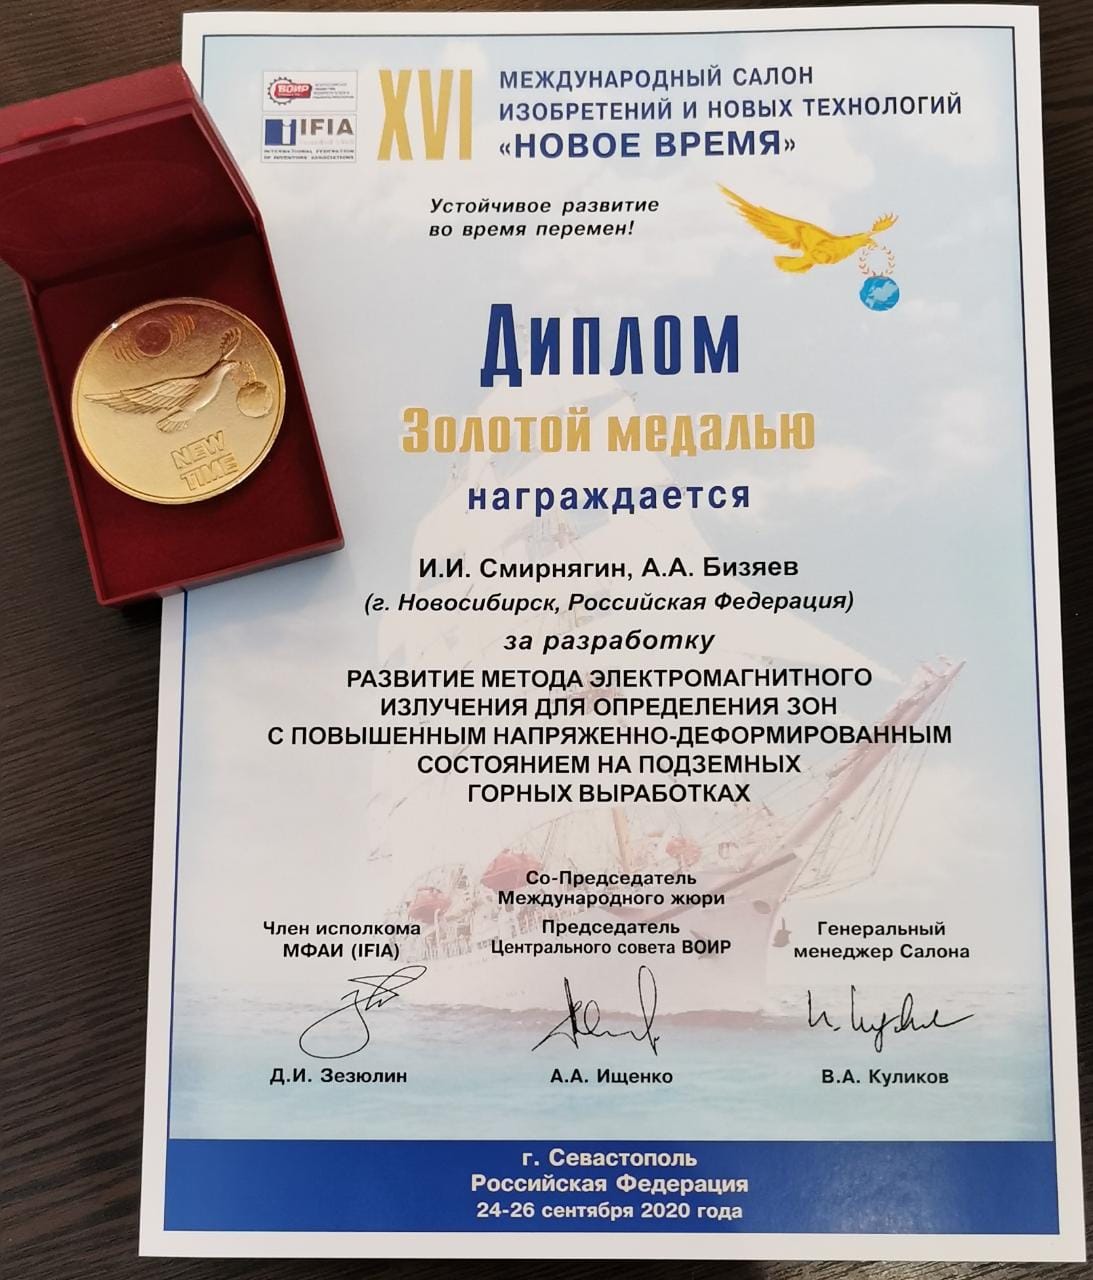 ВОИР
IFIA
INTERNATIONAL FEDERATION
OF INVENTORS ASSOCIATIONS
XVI
МЕЖДУНАРОДНЫЙ САЛОН
ИЗОБРЕТЕНИЙ И НОВЫХ ТЕХНОЛОГИЙ
«НОВОЕ ВРЕМЯ»
Устойчивое развитие
во время перемен!
NEW
TIME
Диплом
Золотой медалью
награждается
И.И. Смирнягин, А.А. Бизяев
(г. Новосибирск, Российская Федерация)
за разработку
РАЗВИТИЕ МЕТОДА ЭЛЕКТРОМАГНИТНОГО
ИЗЛУЧЕНИЯ ДЛЯ ОПРЕДЕЛЕНИЯ ЗОН
С ПОВЫШЕННЫМ НАПРЯЖЕННО-ДЕФОРМИРОВАННЫМ
СОСТОЯНИЕМ НА ПОДЗЕМНЫХ
ГОРНЫХ ВЫРАБОТКАХ
Член исполкома
МФАИ (IFIA)
Д.И. Зезюлин
Со-Председатель
Международного жюри
Председатель
Центрального совета ВОИР
А.А. Ищенко
Генеральный
менеджер Салона
В.А. Куликов
г. Севастополь
Российская Федерация
24-26 сентября 2020 года